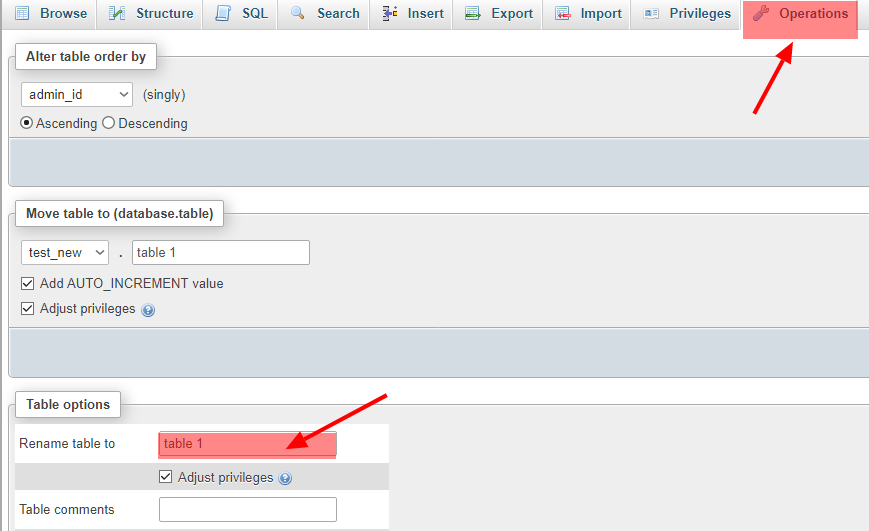 Browse Structure SQL Search Insert Export Import Privileges Operations
Alter table order by
admin_id (singly)
Ascending Descending
Move table to (database.table)
test_new . table 1
Add AUTO_INCREMENT value
Adjust privileges
Table options
Rename table to table 1
Adjust privileges
Table comments